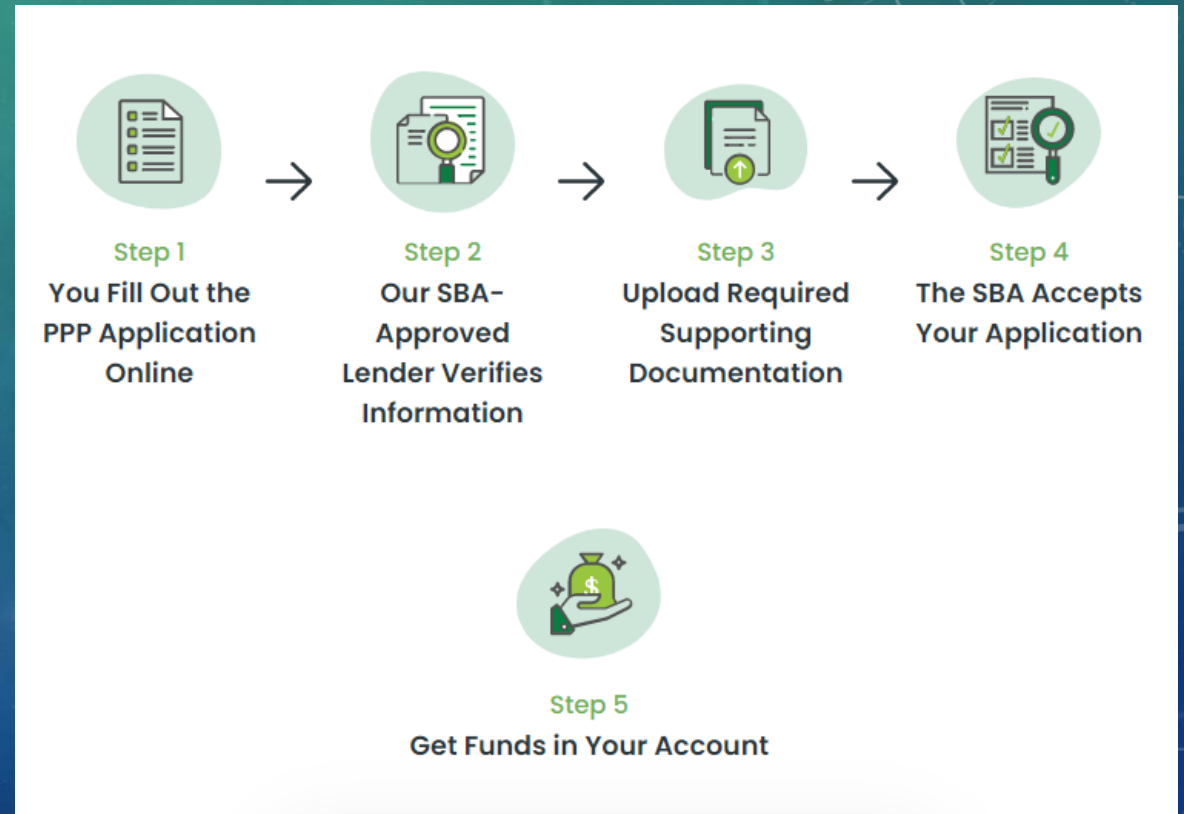 Step 1
You Fill Out the
PPP Application
Online
Step 2
Our SBA-
Approved
Lender Verifies
Information
Step 3
Upload Required
Supporting
Documentation
Step 4
The SBA Accepts
Your Application
$
Step 5
Get Funds in Your Account